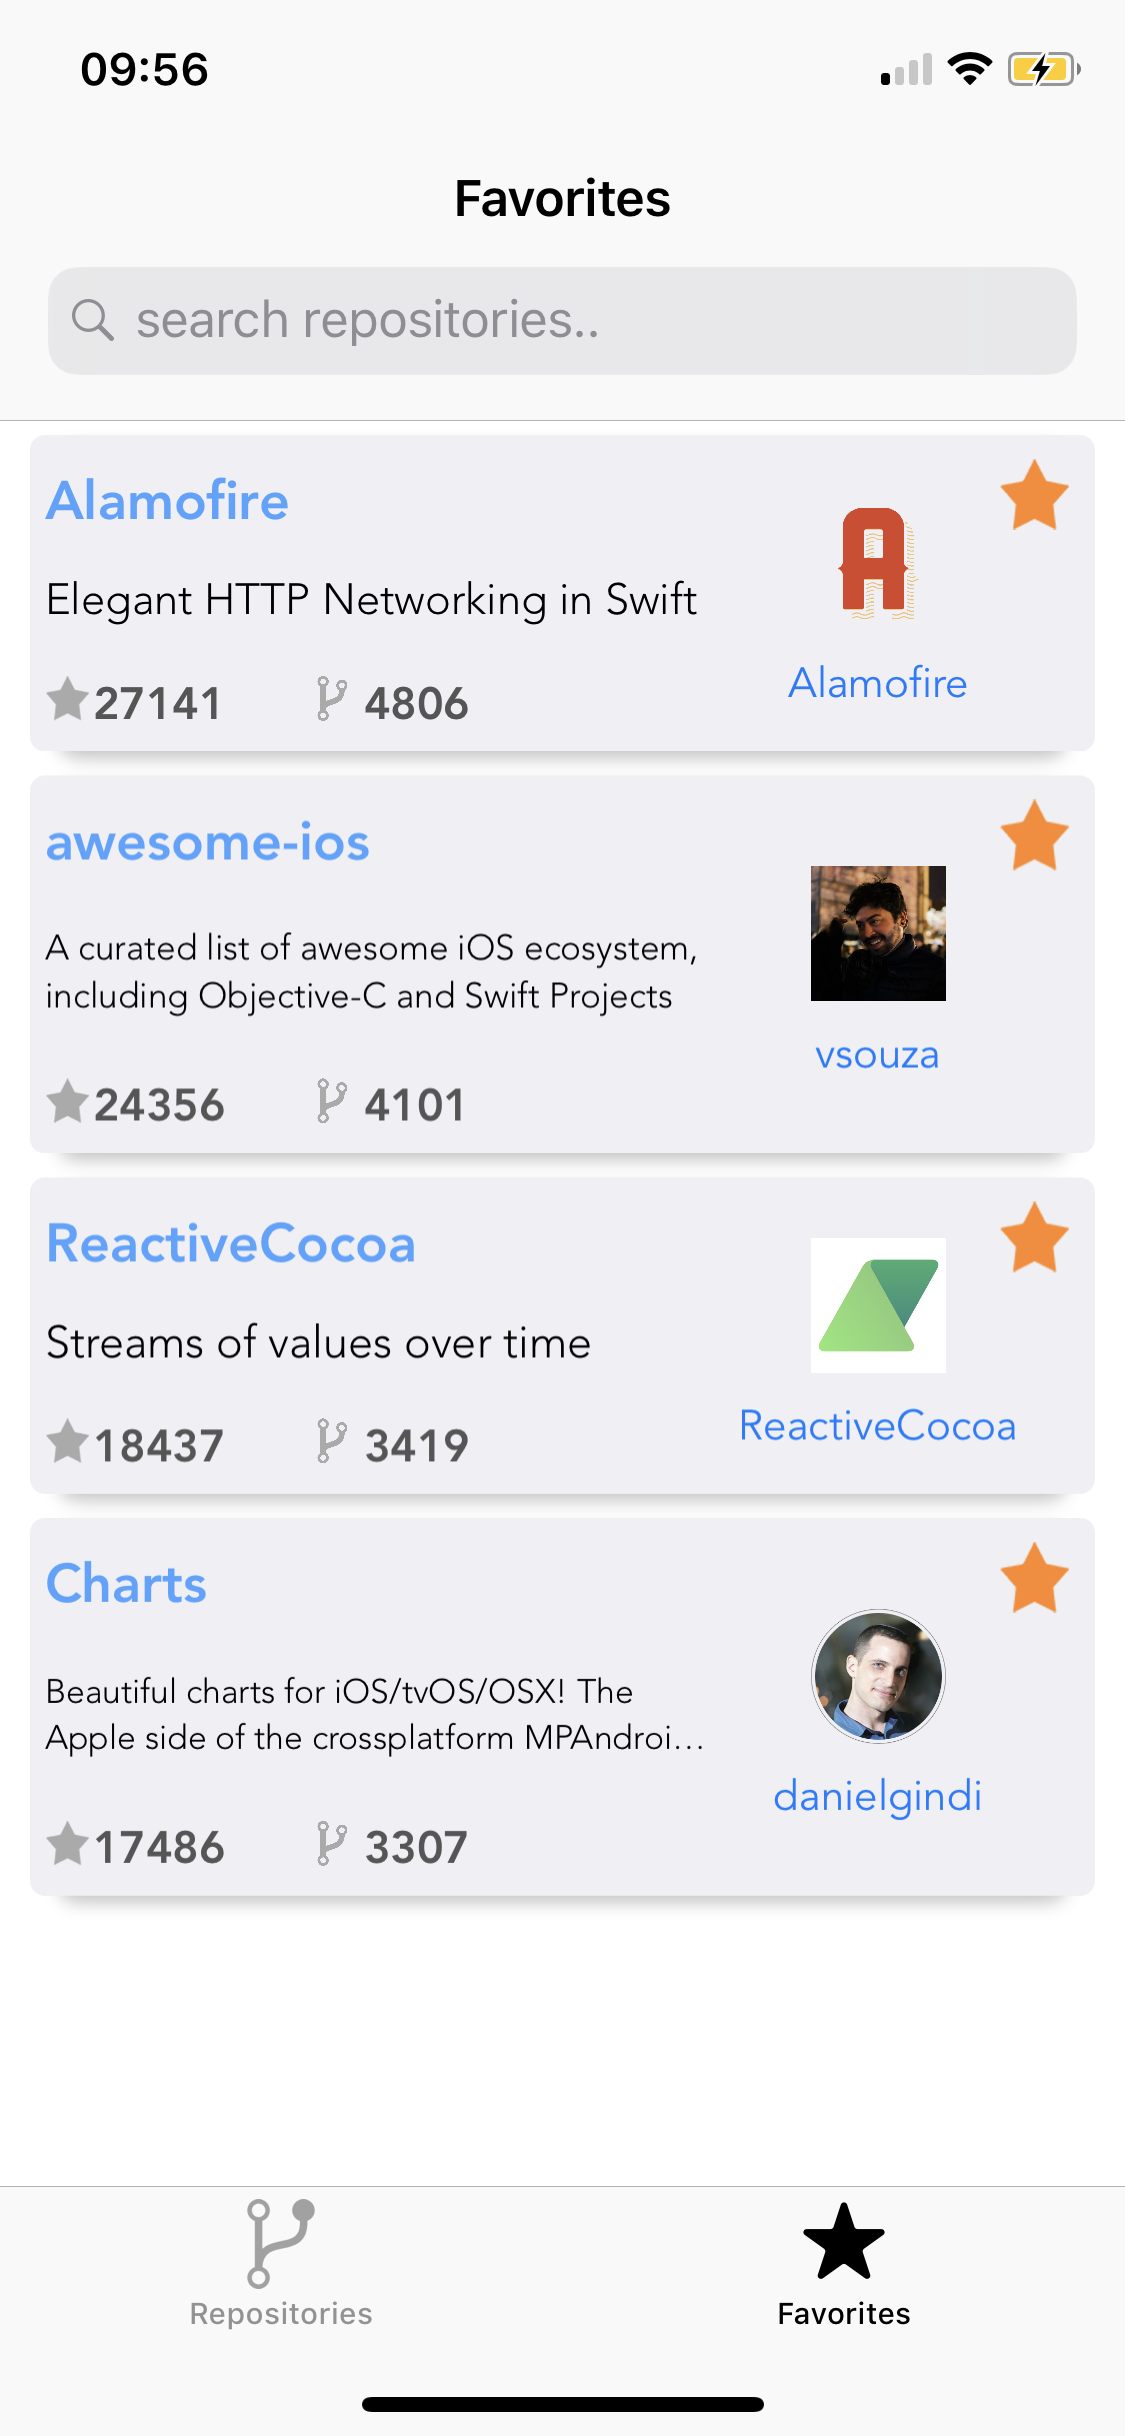 09:56
Favorites
search repositories..
Alamofire
Elegant HTTP Networking in Swift
27141
4806
Alamofire
awesome-ios
A curated list of awesome iOS ecosystem,
including Objective-C and Swift Projects
24356
4101
vsouza
ReactiveCocoa
Streams of values over time
18437
3419
ReactiveCocoa
Charts
Beautiful charts for iOS/tvOS/OSX! The
Apple side of the crossplatform MPAndroi...
17486
3307
danielgindi
Repositories
Favorites